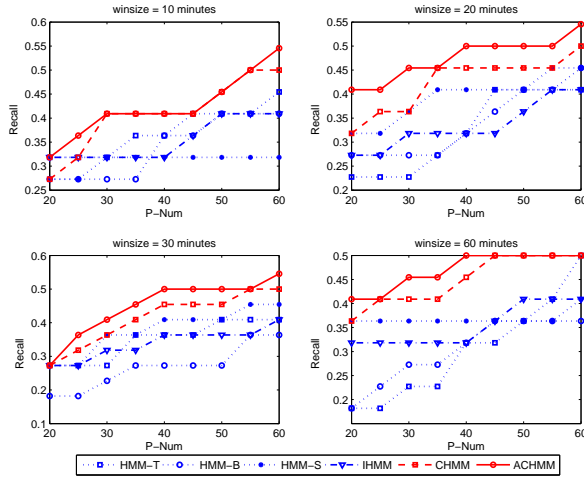 winsize = 10 minutes
0.6
0.55
0.5
0.45
0.4
0.35
0.3
0.25
Recall
20 30 40 50 60
P-Num
winsize = 20 minutes
0.55
0.5
0.45
0.4
0.35
0.3
0.25
0.2
Recall
20 30 40 50 60
P-Num
winsize = 30 minutes
0.6
0.5
0.4
0.3
0.2
0.1
Recall
20 30 40 50 60
P-Num
winsize = 60 minutes
0.5
0.45
0.4
0.35
0.3
0.25
0.2
Recall
20 30 40 50 60
P-Num
HMM-T HMM-B HMM-S IHMM CHMM ACHMM